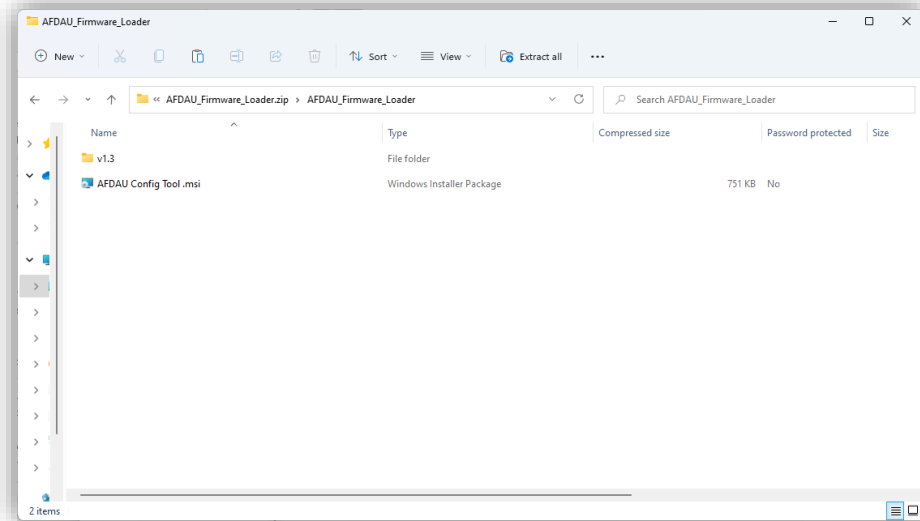 AFDAU_Firmware_Loader
New Sort View Extract all
« AFDAU_Firmware_Loader.zip › AFDAU_Firmware_Loader Search AFDAU_Firmware_Loader
Name Type Compressed size Password protected Size
v1.3 File folder
AFDAU Config Tool .msi Windows Installer Package 751 KB No
2 items